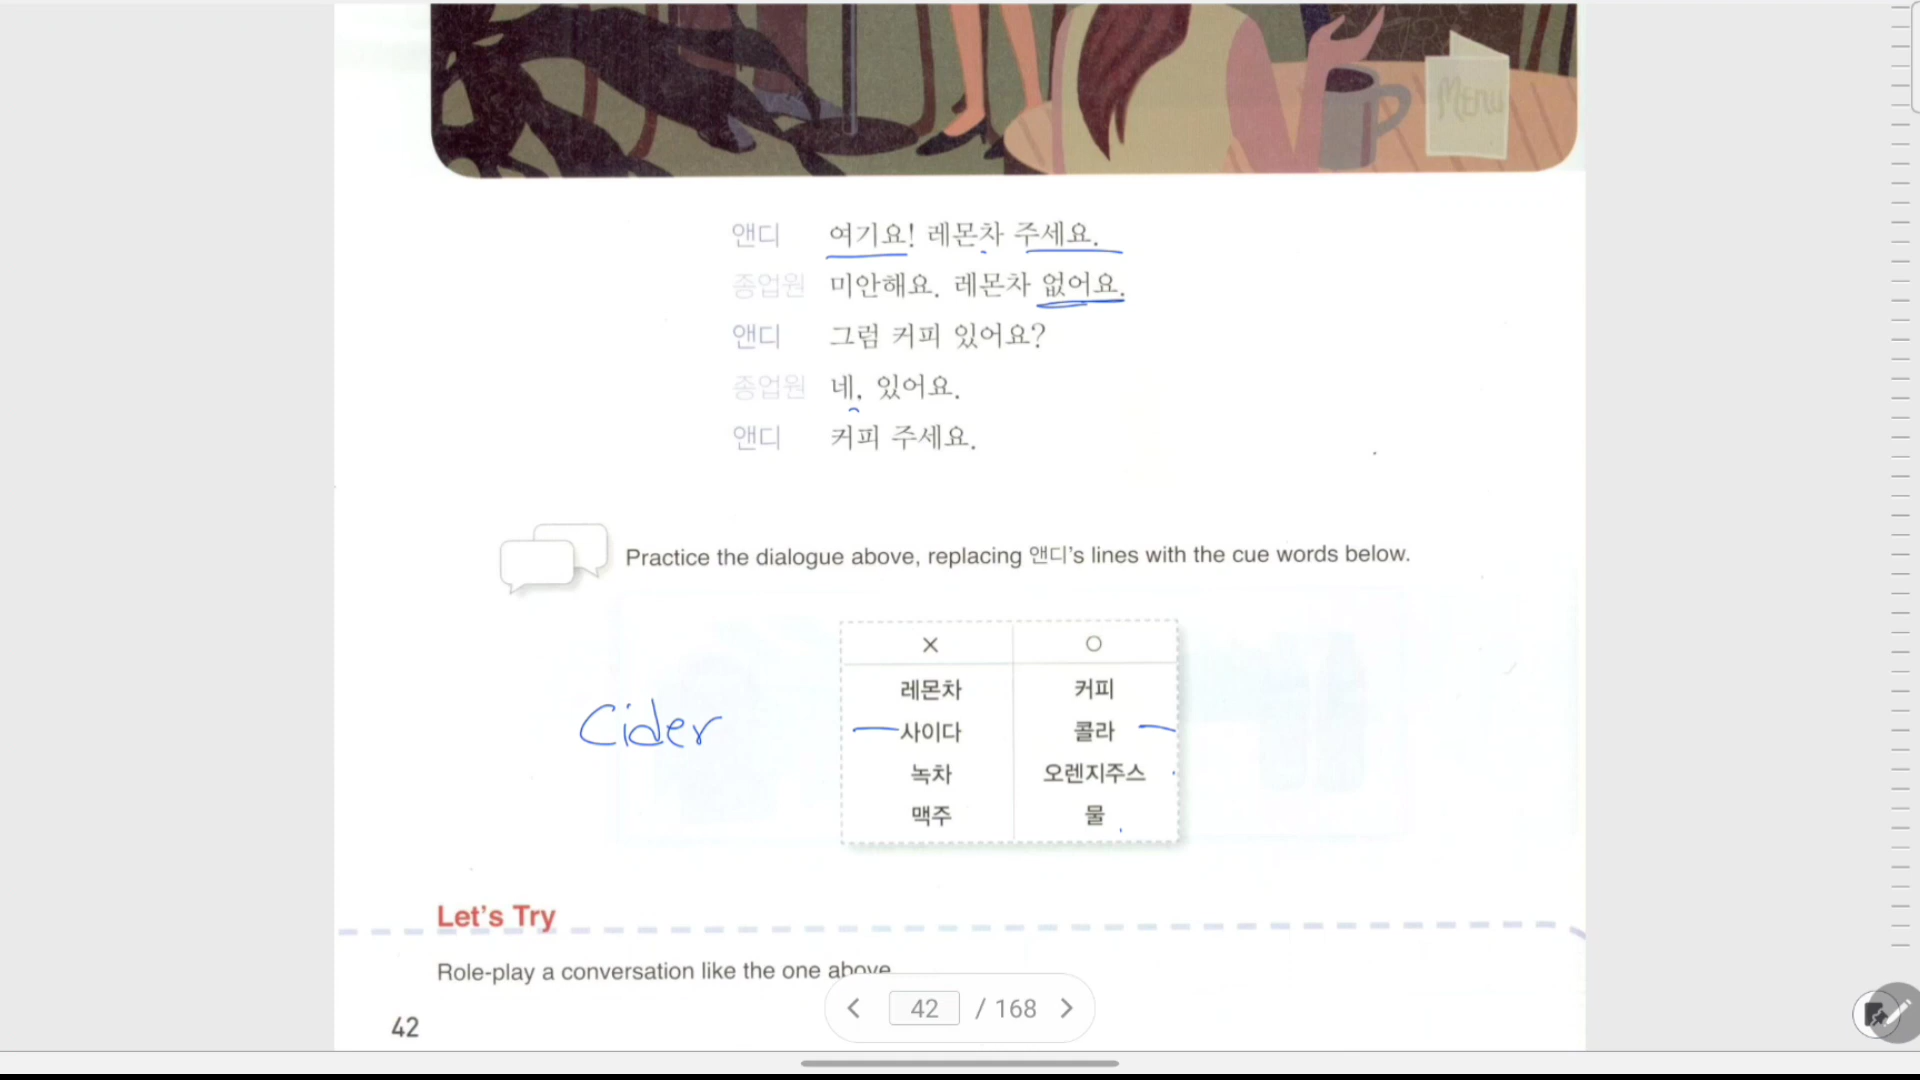 MENU
앤디 여기요! 레몬차 주세요.
종업원 미안해요. 레몬차 없어요.
앤디 그럼 커피 있어요?
종업원 네, 있어요.
앤디 커피 주세요.
Practice the dialogue above, replacing 앤디's lines with the cue words below.
× ○
레몬차 커피
Cider 사이다 콜라
녹차 오렌지주스
맥주 물
Let's Try
Role-play a conversation like the one above
42 / 168
42